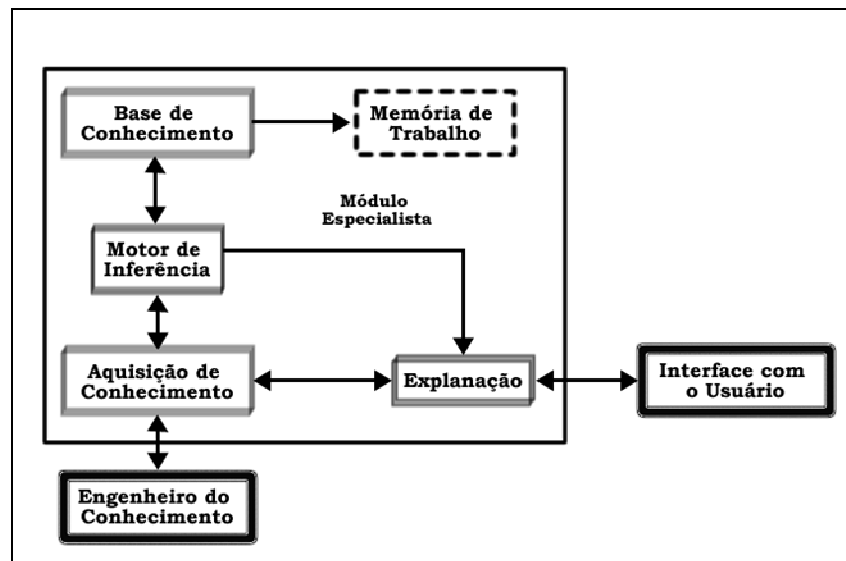 Base de
Conhecimento
Memória de
Trabalho
Módulo
Especialista
Motor de
Inferência
Aquisição de
Conhecimento
Explanação
Interface com
o Usuário
Engenheiro do
Conhecimento